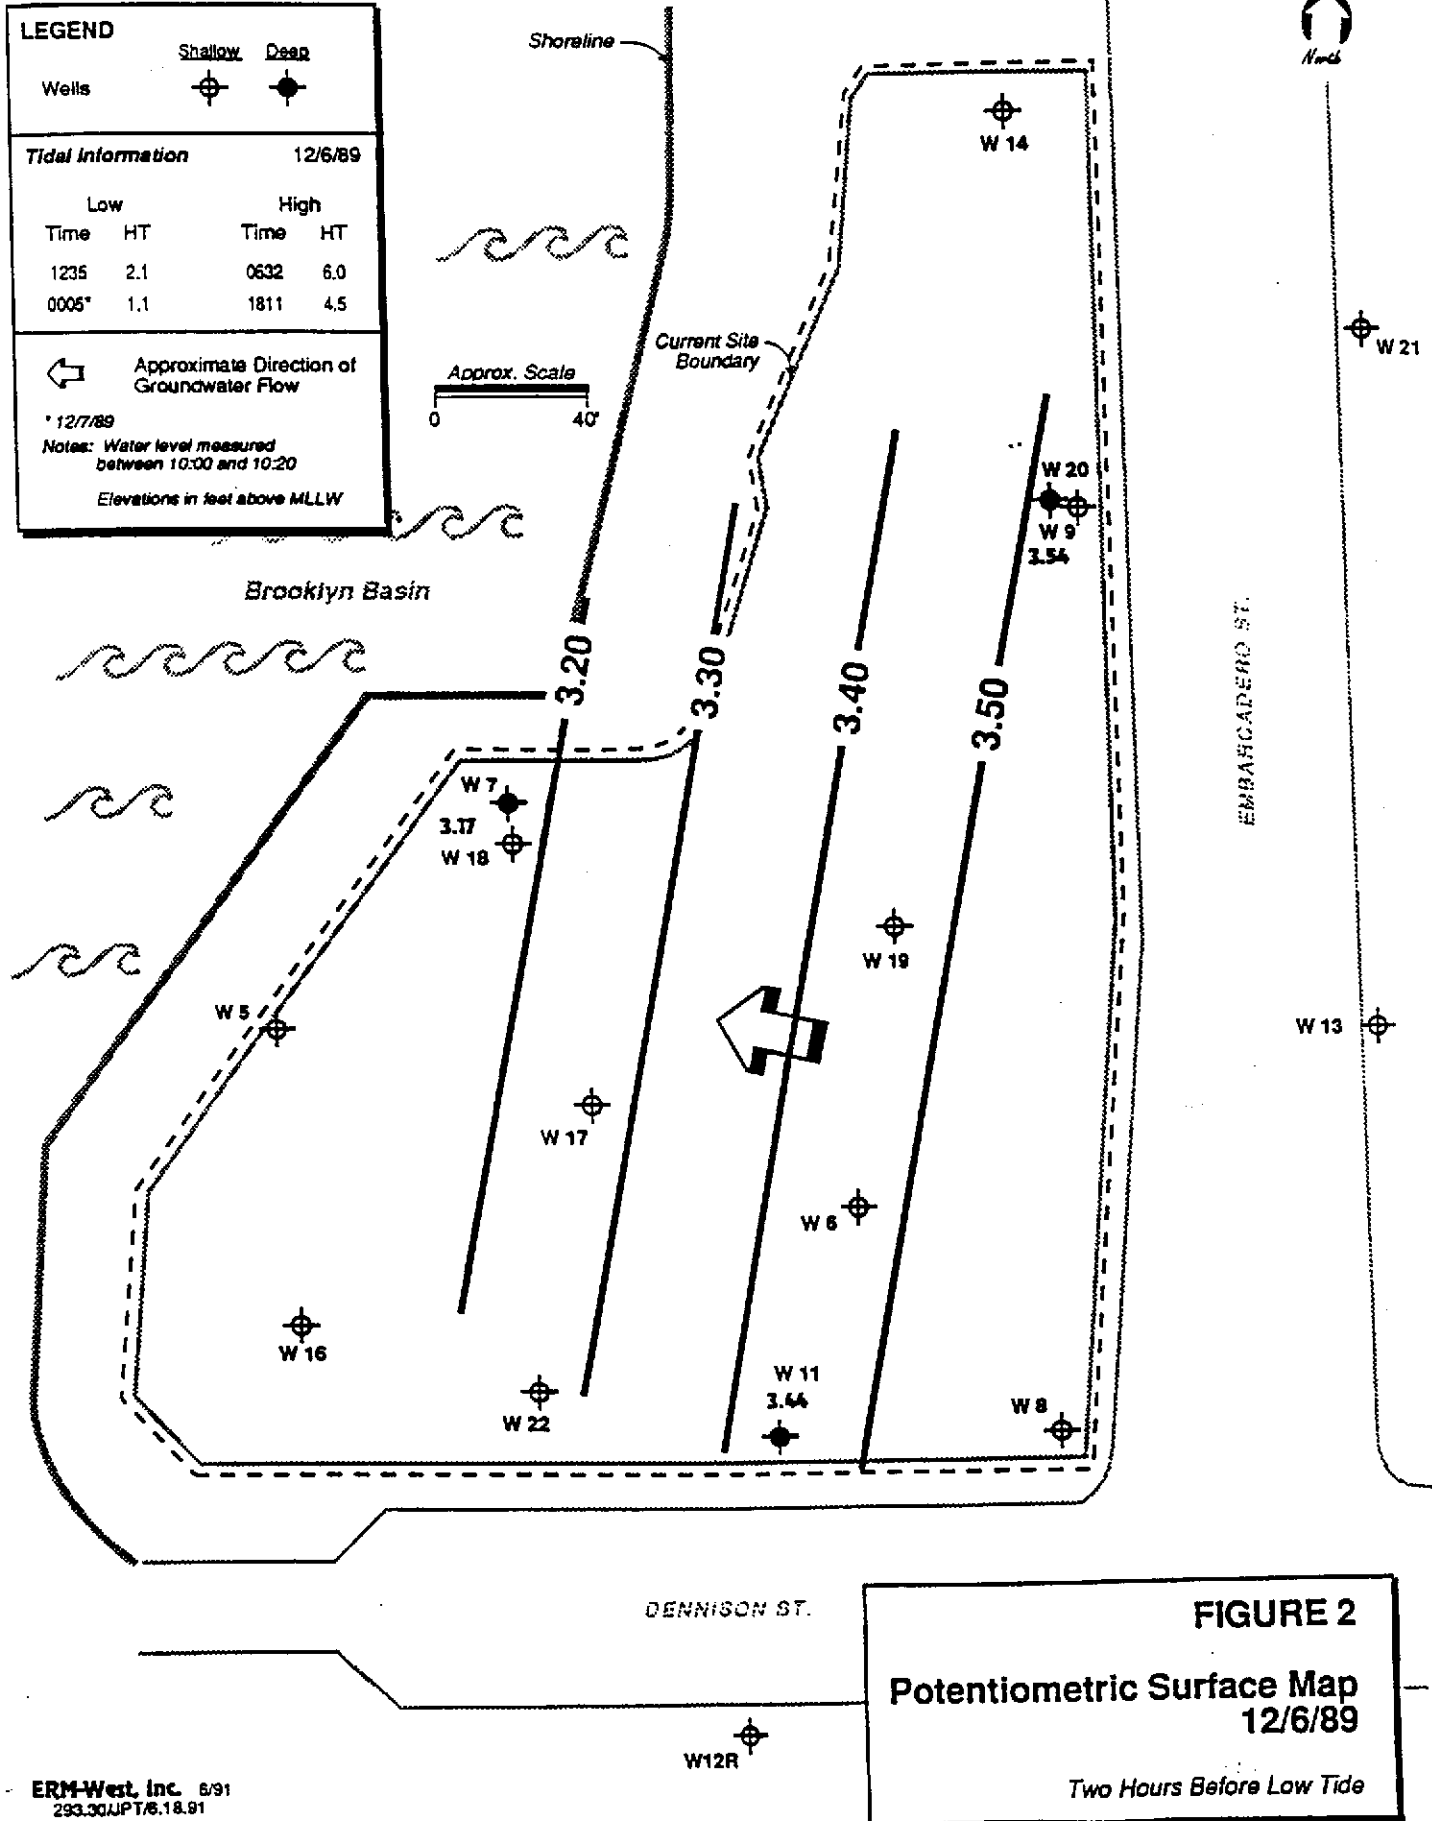 LEGEND
Shallow Deep
Wells
Tidal Information 12/6/89
Low High
Time HT Time HT
1235 2.1 0632 6.0
0005* 1.1 1811 4.5
Approximate Direction of
Groundwater Flow
* 12/7/89
Notes: Water level measured
between 10:00 and 10:20
Elevations in feet above MLLW
Shoreline
North
W 14
W 21
Current Site
Boundary
Approx. Scale
0 40'
W 20
W 9
3.54
Brooklyn Basin
3.20
3.30
3.40
3.50
EMBARCADERO ST.
W 7
3.17
W 18
W 19
W 5
W 13
W 17
W 6
W 16
W 22
W 11
3.44
W 8
DENNISON ST.
W12R
FIGURE 2
Potentiometric Surface Map
12/6/89
Two Hours Before Low Tide
ERM-West, Inc. 6/91
293.30/JPT/6.18.91